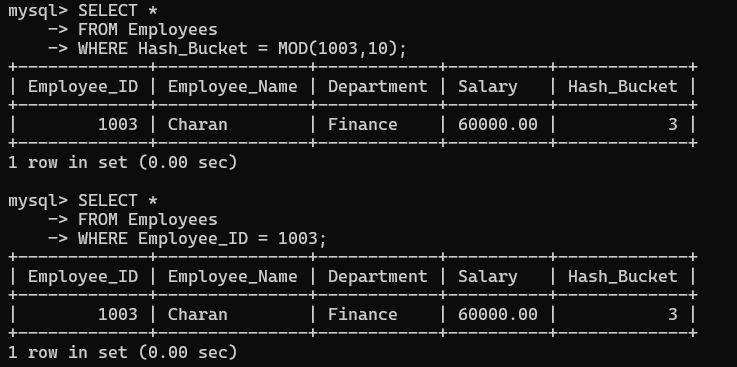 mysql> SELECT *
    -> FROM Employees
    -> WHERE Hash_Bucket = MOD(1003,10);
+-------------+---------------+------------+----------+-------------+
| Employee_ID | Employee_Name | Department | Salary   | Hash_Bucket |
+-------------+---------------+------------+----------+-------------+
|        1003 | Charan        | Finance    | 60000.00 |           3 |
+-------------+---------------+------------+----------+-------------+
1 row in set (0.00 sec)
mysql> SELECT *
    -> FROM Employees
    -> WHERE Employee_ID = 1003;
+-------------+---------------+------------+----------+-------------+
| Employee_ID | Employee_Name | Department | Salary   | Hash_Bucket |
+-------------+---------------+------------+----------+-------------+
|        1003 | Charan        | Finance    | 60000.00 |           3 |
+-------------+---------------+------------+----------+-------------+
1 row in set (0.00 sec)